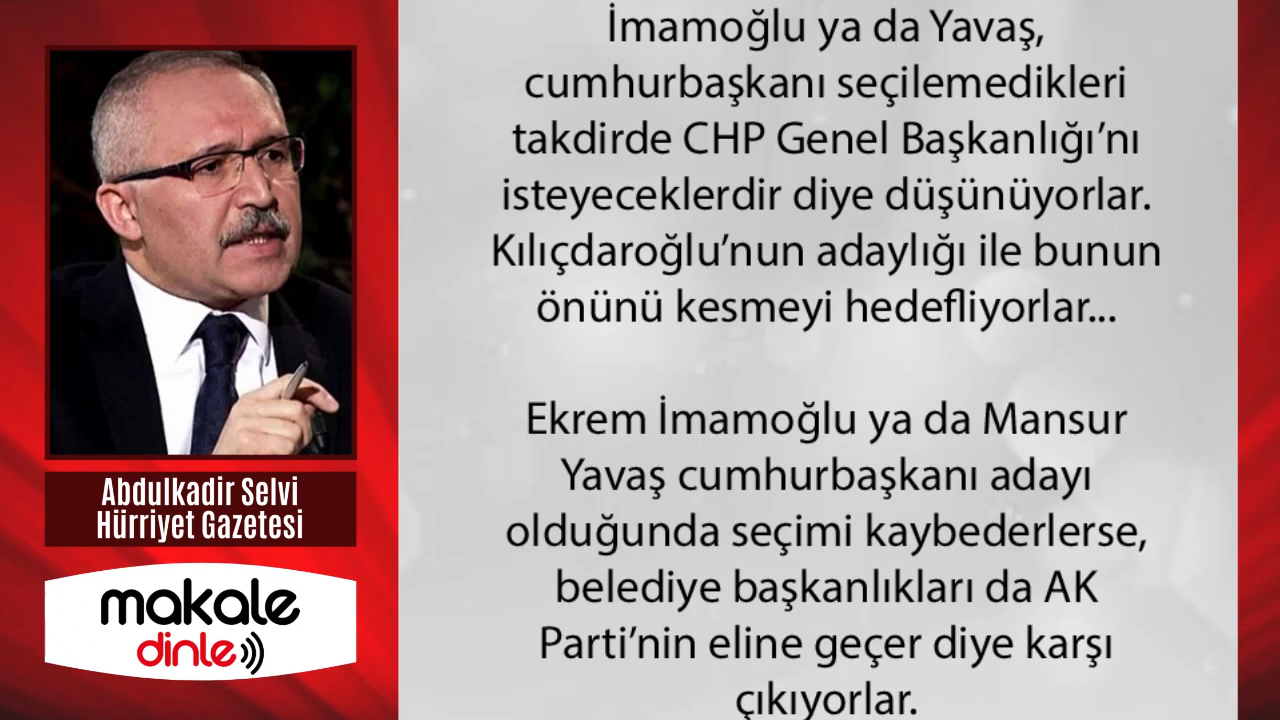 İmamoğlu ya da Yavaş,
cumhurbaşkanı seçilemedikleri
takdirde CHP Genel Başkanlığı’nı
isteyeceklerdir diye düşünüyorlar.
Kılıçdaroğlu’nun adaylığı ile bunun
önünü kesmeyi hedefliyorlar...
Ekrem İmamoğlu ya da Mansur
Yavaş cumhurbaşkanı adayı
olduğunda seçimi kaybederlerse,
belediye başkanlıkları da AK
Parti’nin eline geçer diye karşı
çıkıyorlar.
Abdulkadir Selvi
Hürriyet Gazetesi
makale
dinle